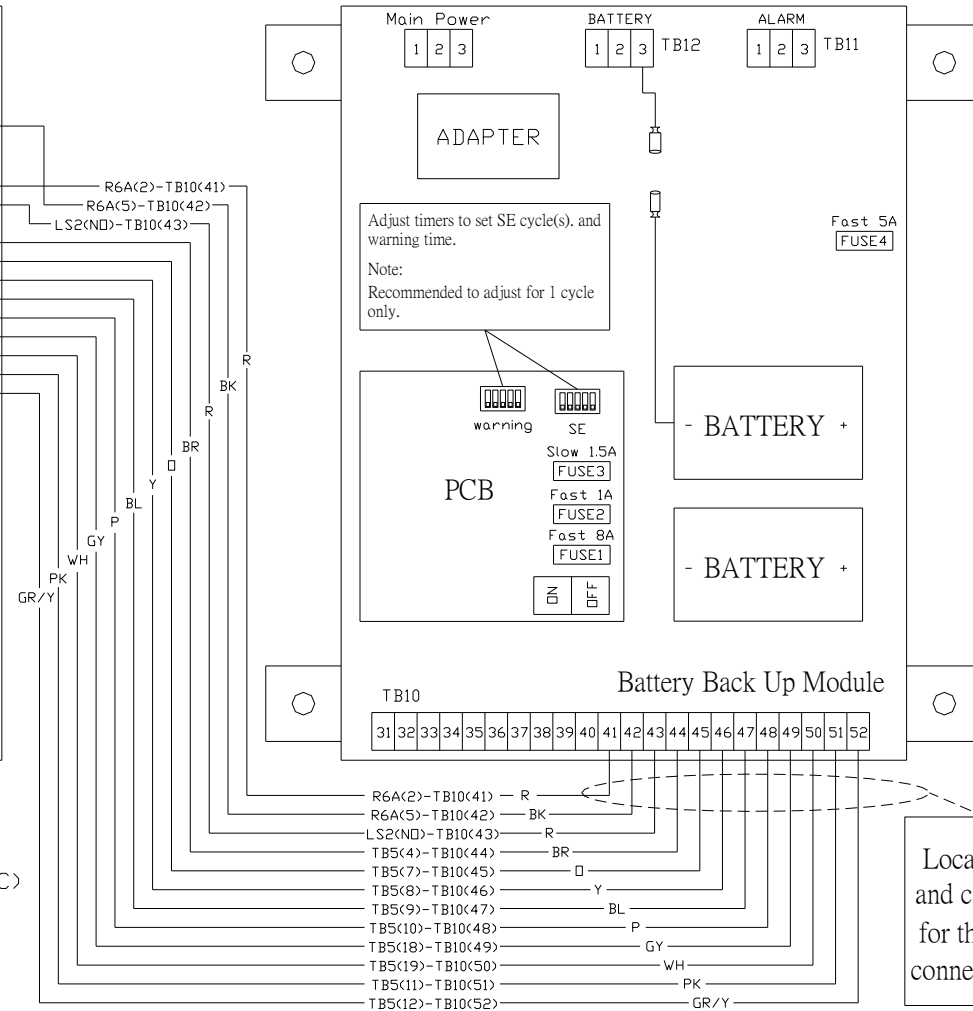 Main Power
1 2 3
BATTERY
1 2 3
TB12
ALARM
1 2 3
TB11
ADAPTER
R6A(2)-TB10(41)
R6A(5)-TB10(42)
LS2(NO)-TB10(43)
Adjust timers to set SE cycle(s). and
warning time.
Note:
Recommended to adjust for 1 cycle
only.
Fast 5A
FUSE4
R
BK
R
BR
O
Y
BL
P
GY
WH
PK
GR/Y
warning
SE
Slow 1.5A
FUSE3
PCB
Fast 1A
FUSE2
Fast 8A
FUSE1
ON
OFF
- BATTERY +
- BATTERY +
Battery Back Up Module
TB10
31 32 33 34 35 36 37 38 39 40 41 42 43 44 45 46 47 48 49 50 51 52
R6A(2)-TB10(41) R
R6A(5)-TB10(42) BK
LS2(NO)-TB10(43) R
TB5(4)-TB10(44) BR
TB5(7)-TB10(45) O
TB5(8)-TB10(46) Y
TB5(9)-TB10(47) BL
TB5(10)-TB10(48) P
TB5(18)-TB10(49) GY
TB5(19)-TB10(50) WH
TB5(11)-TB10(51) PK
TB5(12)-TB10(52) GR/Y
C)
and
for